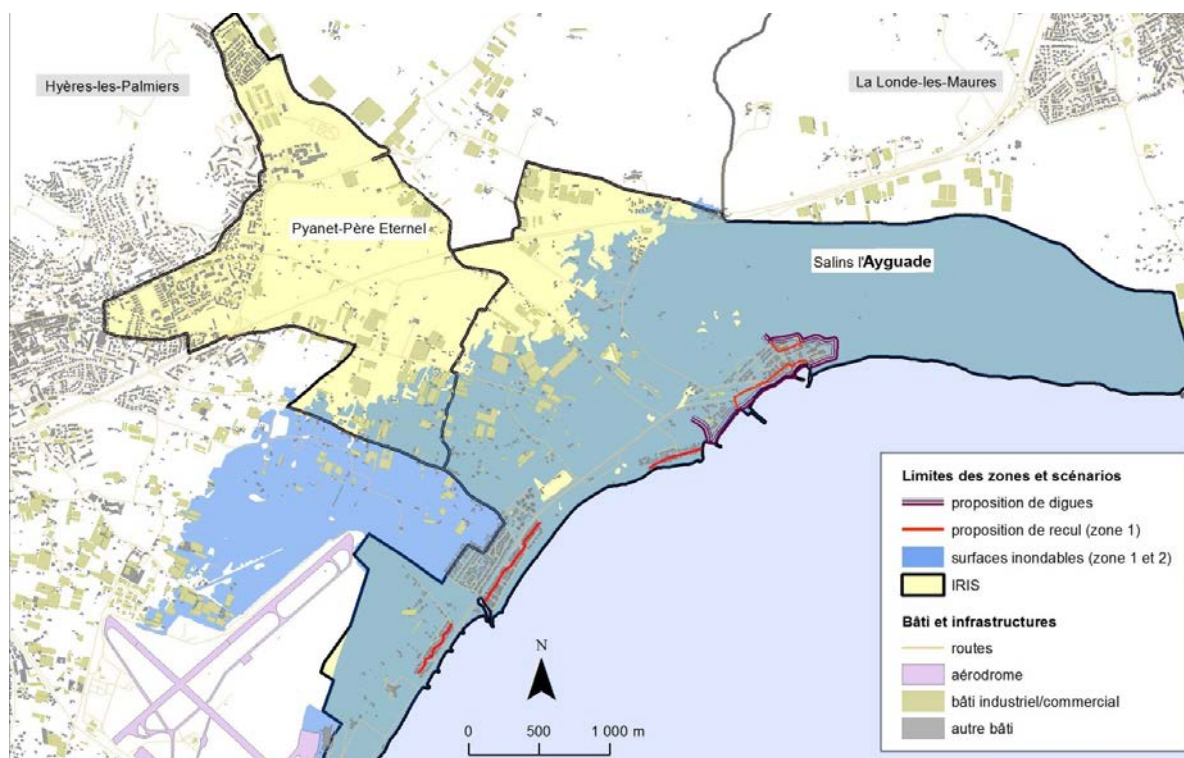 Hyères-les-Palmiers
La Londe-les-Maures
Pyanet-Père Eternel
Salins l'Ayguade
Limites des zones et scénarios
proposition de digues
proposition de recul (zone 1)
surfaces inondables (zone 1 et 2)
IRIS
Bâti et infrastructures
routes
aérodrome
bâti industriel/commercial
autre bâti
N
0 500 1 000 m